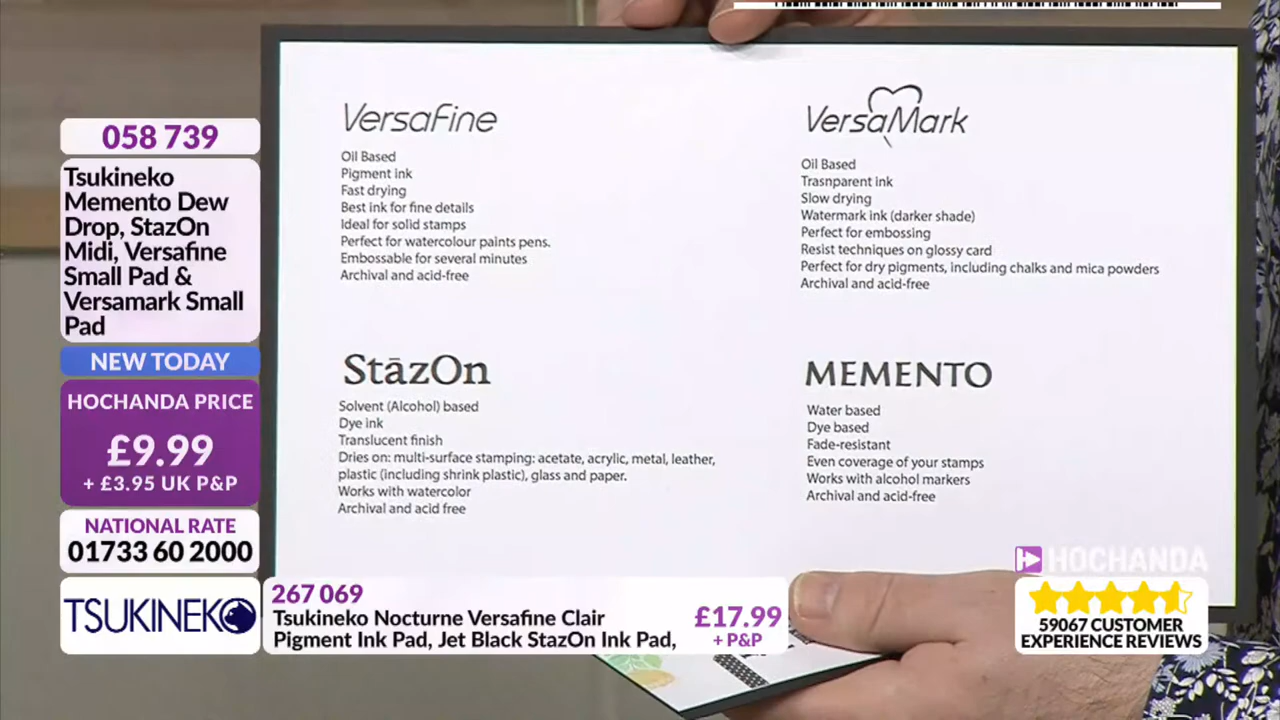 VersaFine
Oil Based
Pigment ink
Fast drying
Best ink for fine details
Ideal for solid stamps
Perfect for watercolour paints pens.
Embossable for several minutes
Archival and acid-free
VersaMark
Oil Based
Trasnparent ink
Slow drying
Watermark ink (darker shade)
Perfect for embossing
Resist techniques on glossy card
Perfect for dry pigments, including chalks and mica powders
Archival and acid-free
StāzOn
Solvent (Alcohol) based
Dye ink
Translucent finish
Dries on: multi-surface stamping: acetate, acrylic, metal, leather,
plastic (including shrink plastic), glass and paper.
Works with watercolor
Archival and acid free
MEMENTO
Water based
Dye based
Fade-resistant
Even coverage of your stamps
Works with alcohol markers
Archival and acid-free
058 739
Tsukineko
Memento Dew
Drop, StazOn
Midi, Versafine
Small Pad &
Versamark Small
Pad
NEW TODAY
HOCHANDA PRICE
£9.99
+ £3.95 UK P&P
NATIONAL RATE
01733 60 2000
TSUKINEKO
267 069
Tsukineko Nocturne Versafine Clair
Pigment Ink Pad, Jet Black StazOn Ink Pad,
£17.99
+ P&P
HOCHANDA
59067 CUSTOMER
EXPERIENCE REVIEWS